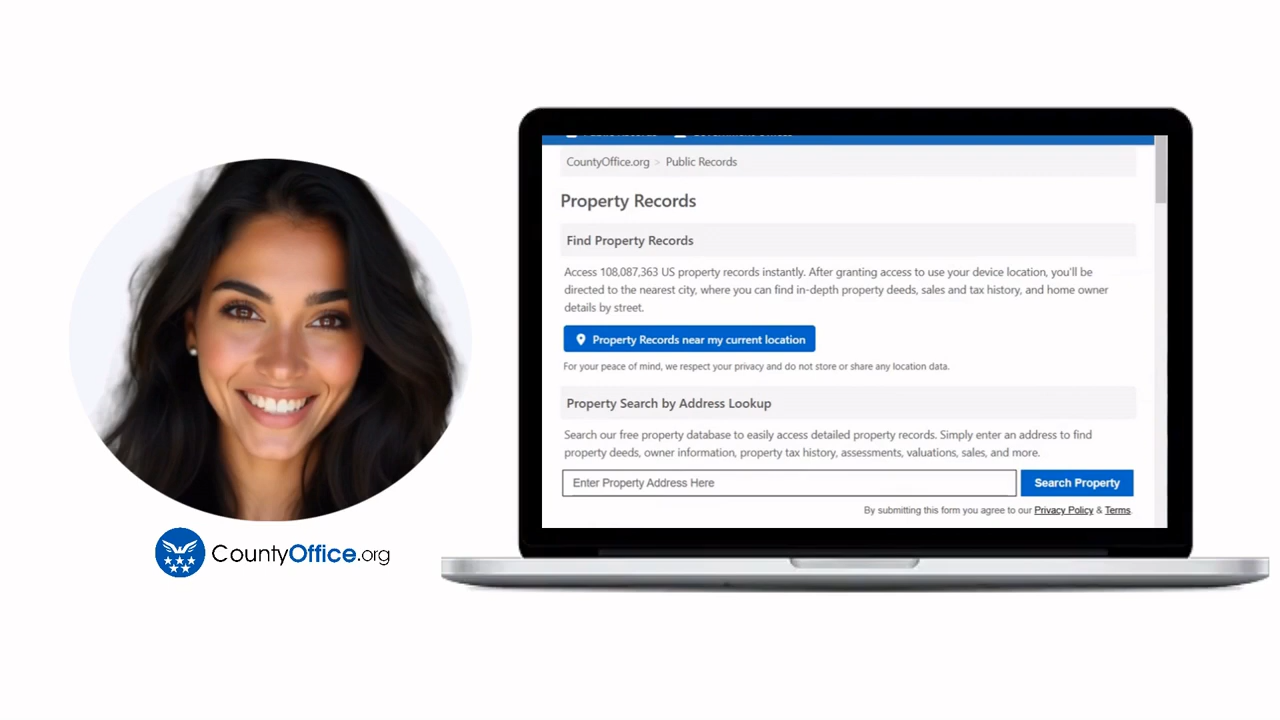 CountyOffice.org > Public Records
Property Records
Find Property Records
Access 108,087,363 US property records instantly. After granting access to use your device location, you'll be
directed to the nearest city, where you can find in-depth property deeds, sales and tax history, and home owner
details by street.
Property Records near my current location
For your peace of mind, we respect your privacy and do not store or share any location data.
Property Search by Address Lookup
Search our free property database to easily access detailed property records. Simply enter an address to find
property deeds, owner information, property tax history, assessments, valuations, sales, and more.
Enter Property Address Here
Search Property
By submitting this form you agree to our Privacy Policy & Terms.
CountyOffice.org